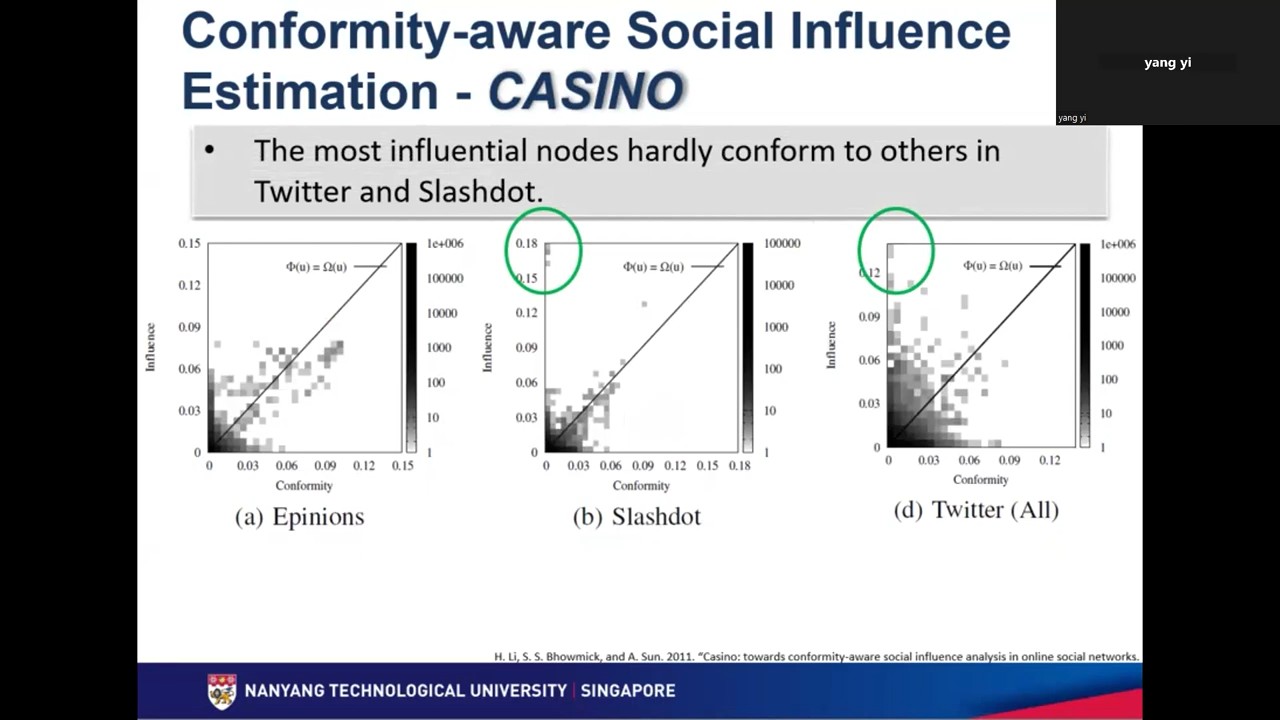 Conformity-aware Social Influence
Estimation - CASINO
yang yi
yang yi
• The most influential nodes hardly conform to others in
Twitter and Slashdot.
0.15
0.12
0.09
0.06
0.03
0
Influence
Φ(u) = Ω(u)
1e+006
100000
10000
1000
100
10
1
0 0.03 0.06 0.09 0.12 0.15
Conformity
(a) Epinions
0.18
0.15
0.12
0.09
0.06
0.03
0
Influence
Φ(u) = Ω(u)
100000
10000
1000
100
10
1
0 0.03 0.06 0.09 0.12 0.15 0.18
Conformity
(b) Slashdot
0.12
0.09
0.06
0.03
0
Influence
Φ(u) = Ω(u)
1e+006
100000
10000
1000
100
10
1
0 0.03 0.06 0.09 0.12
Conformity
(d) Twitter (All)
H. Li, S. S. Bhowmick, and A. Sun. 2011. "Casino: towards conformity-aware social influence analysis in online social networks.
NANYANG TECHNOLOGICAL UNIVERSITY | SINGAPORE